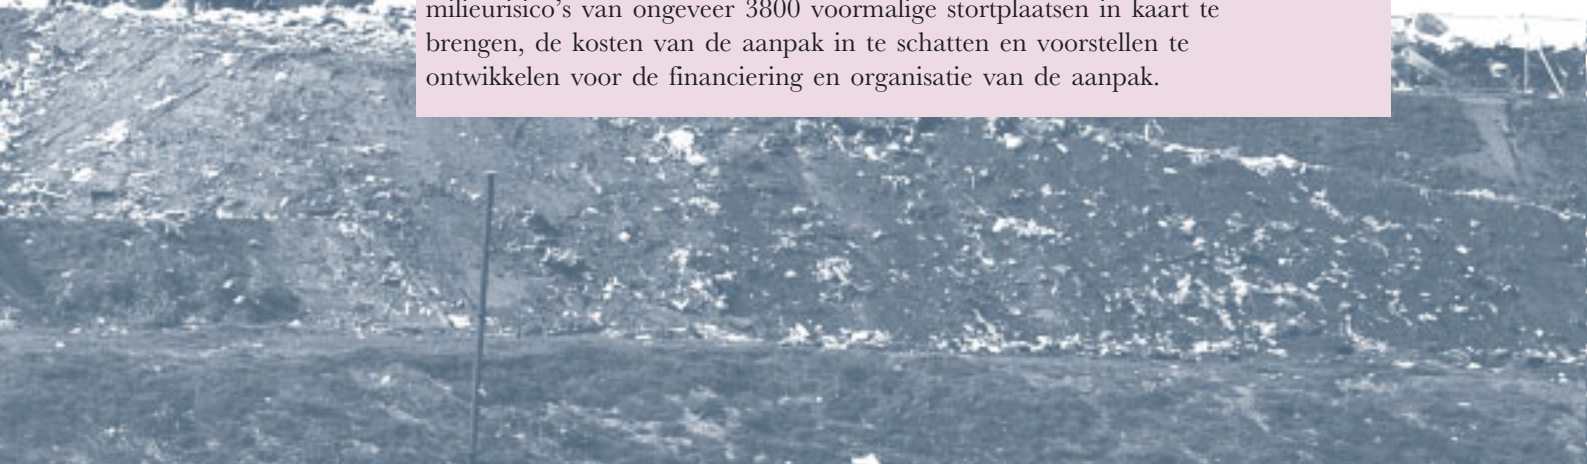 milieurisico’s van ongeveer 3800 voormalige stortplaatsen in kaart te
brengen, de kosten van de aanpak in te schatten en voorstellen te
ontwikkelen voor de financiering en organisatie van de aanpak.